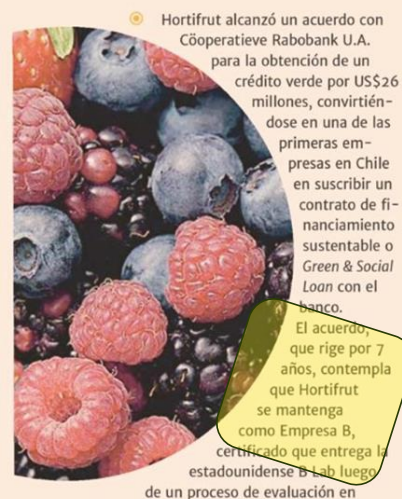 Hortifrut alcanzó un acuerdo con
Cöoperatieve Rabobank U.A.
para la obtención de un
crédito verde por US$26
millones, convirtién-
dose en una de las
primeras em-
presas en Chile
en suscribir un
contrato de fi-
nanciamiento
sustentable o
Green & Social
Loan con el
banco.
El acuerdo,
que rige por 7
años, contempla
que Hortifrut
se mantenga
como Empresa B,
certificado que entrega la
estadounidense B Lab luego
de un proceso de evaluación en